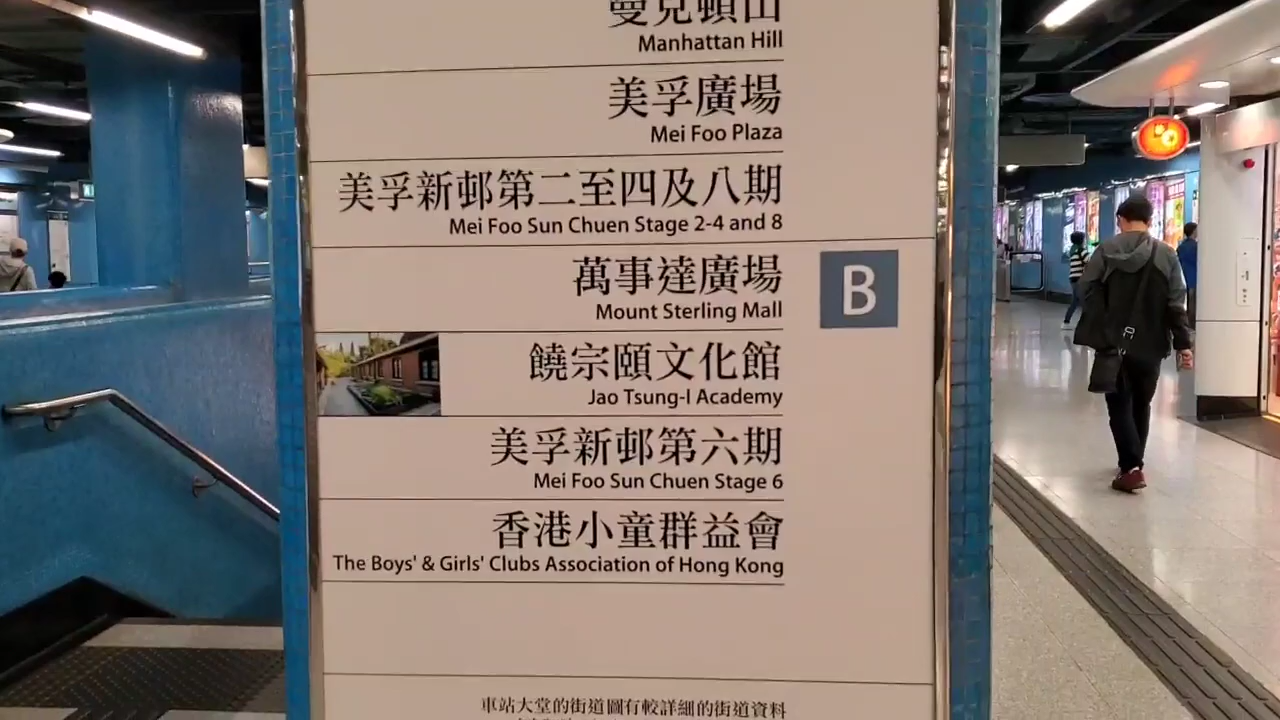 曼克頓山
Manhattan Hill
美孚廣場
Mei Foo Plaza
美孚新邨第二至四及八期
Mei Foo Sun Chuen Stage 2-4 and 8
萬事達廣場
Mount Sterling Mall
B
饒宗頤文化館
Jao Tsung-I Academy
美孚新邨第六期
Mei Foo Sun Chuen Stage 6
香港小童群益會
The Boys' & Girls' Clubs Association of Hong Kong
車站大堂的街道圖有較詳細的街道資料